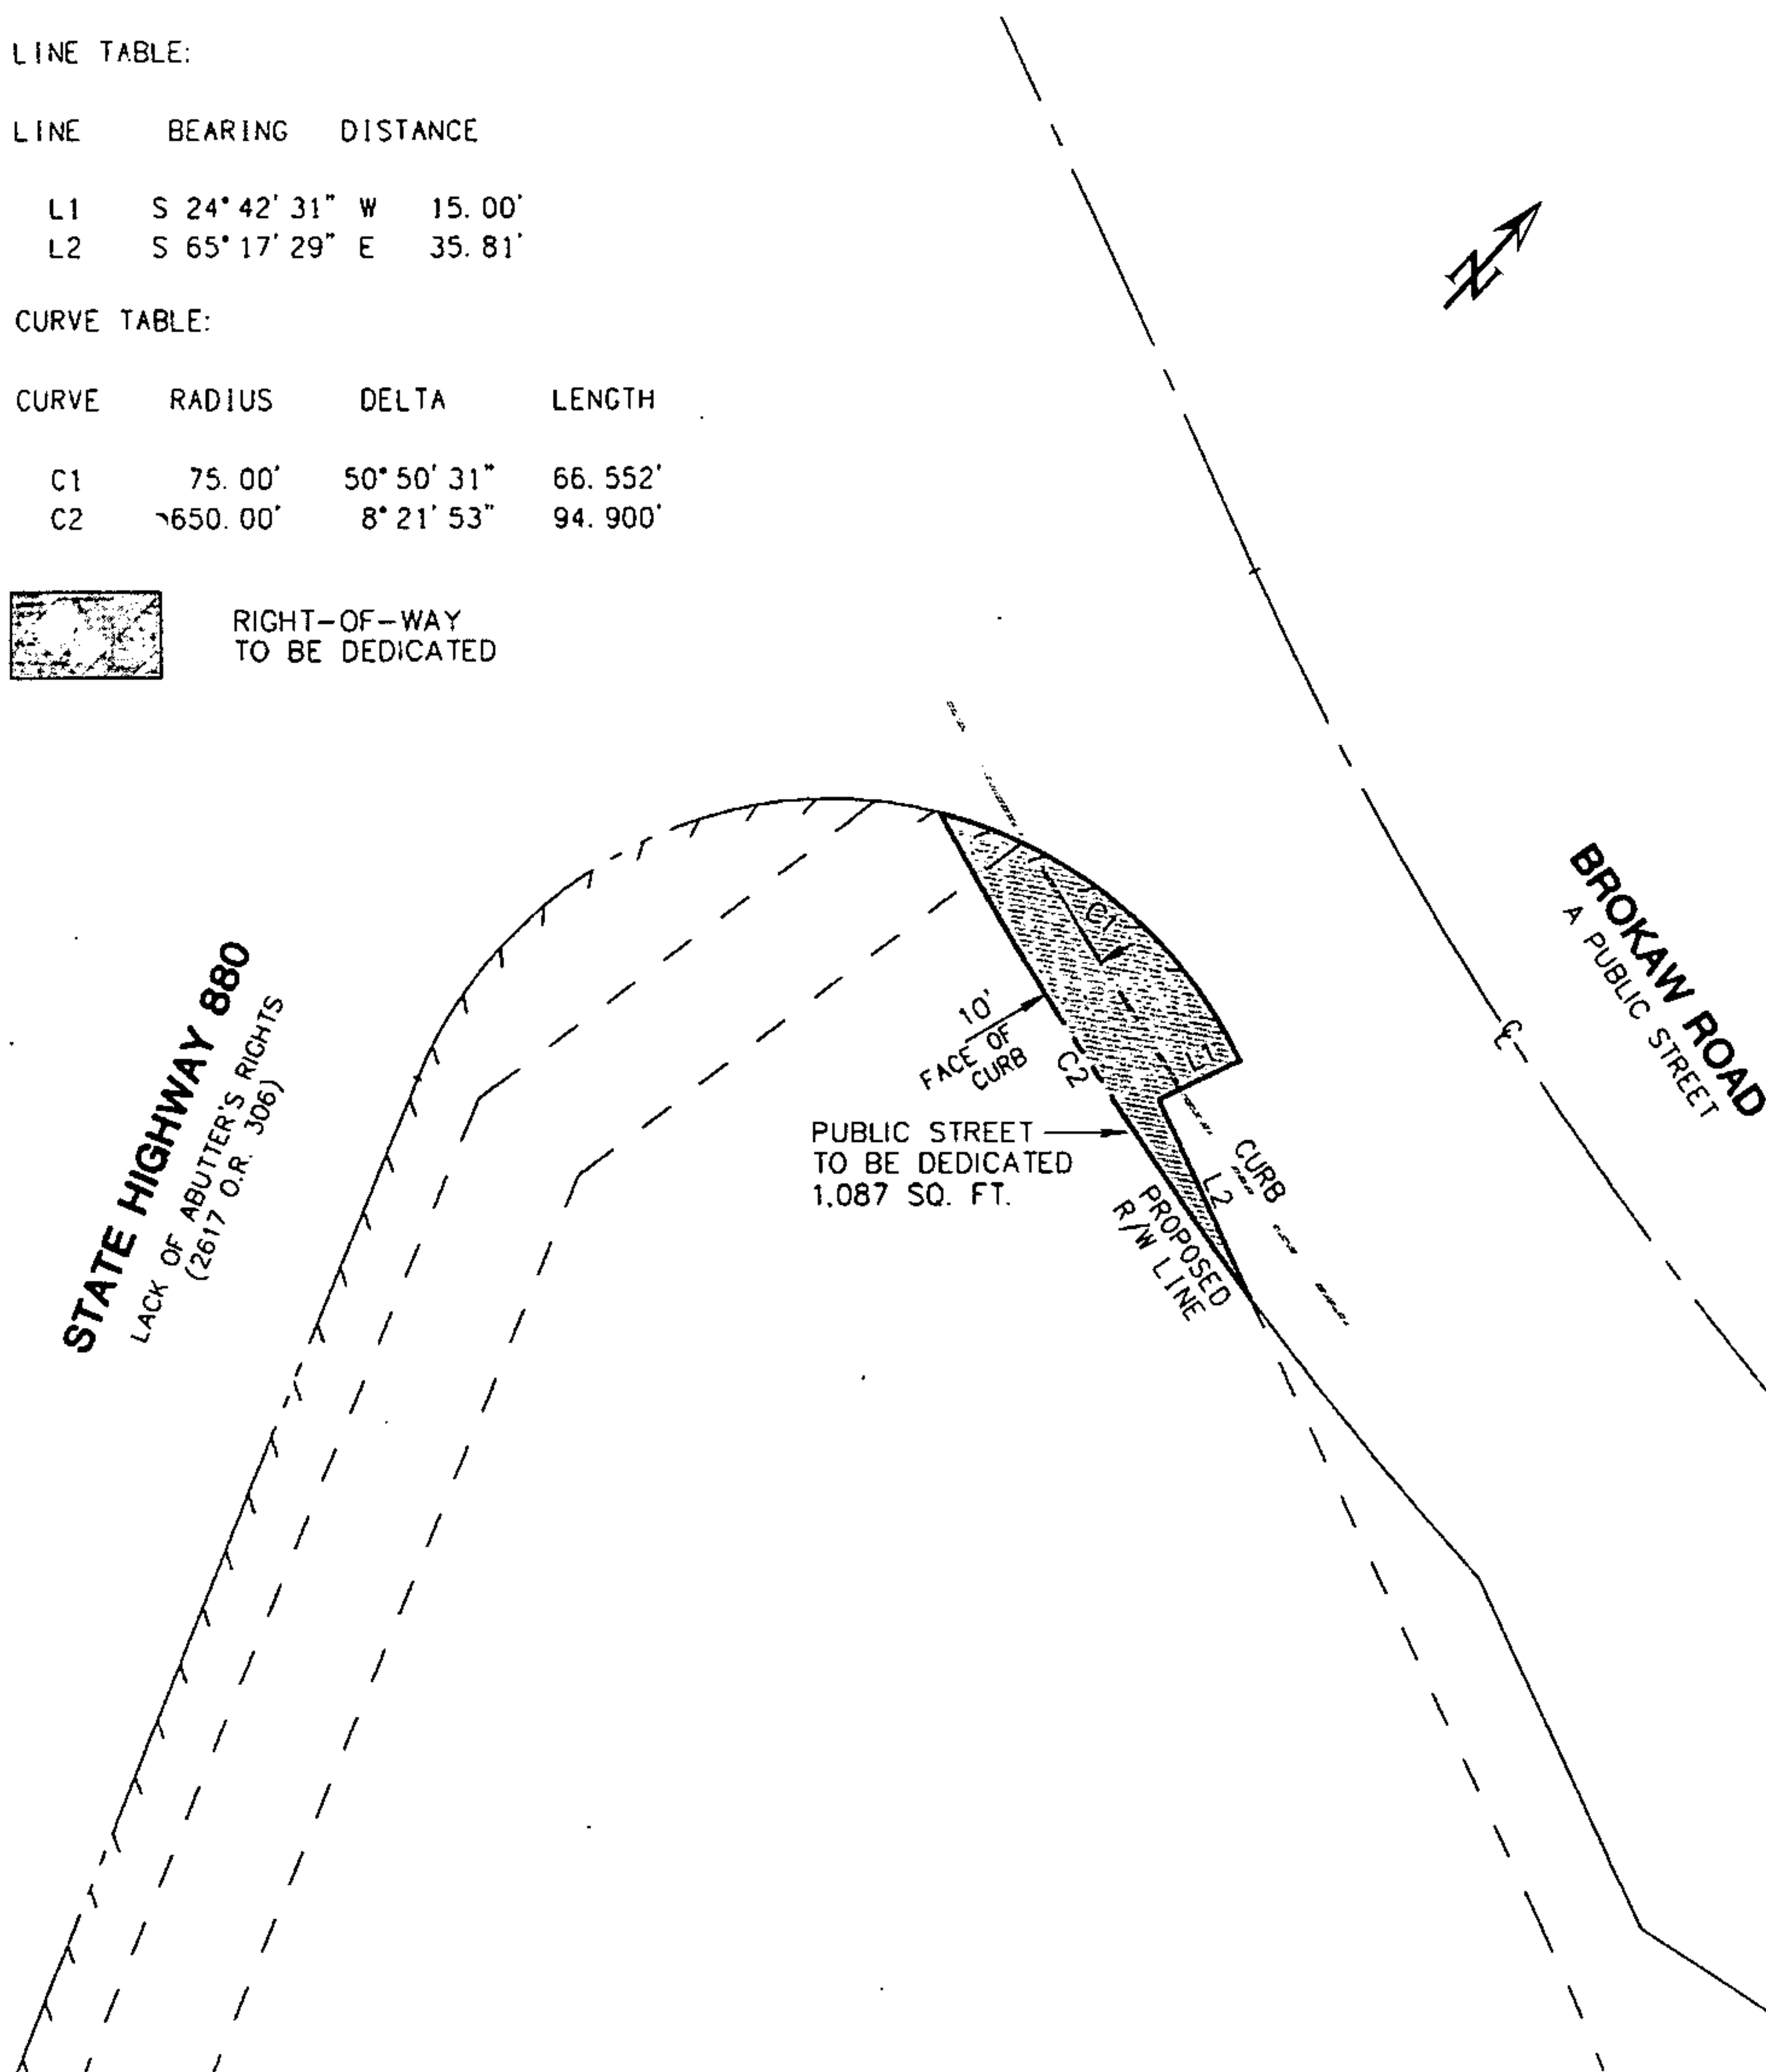 LINE TABLE:
LINE BEARING DISTANCE
L1 S 24°42'31" W 15.00'
L2 S 65°17'29" E 35.81'
CURVE TABLE:
CURVE RADIUS DELTA LENGTH
C1 75.00' 50°50'31" 66.552'
C2 650.00' 8°21'53" 94.900'
RIGHT-OF-WAY
TO BE DEDICATED
N
BROKAW ROAD
A PUBLIC STREET
STATE HIGHWAY 880
LACK OF ABUTTER'S RIGHTS
(2617 O.R. 306)
C1
10'
FACE OF
CURB
C2
L1
PUBLIC STREET
TO BE DEDICATED
1,087 SQ. FT.
CURB
L2
PROPOSED
R/W LINE